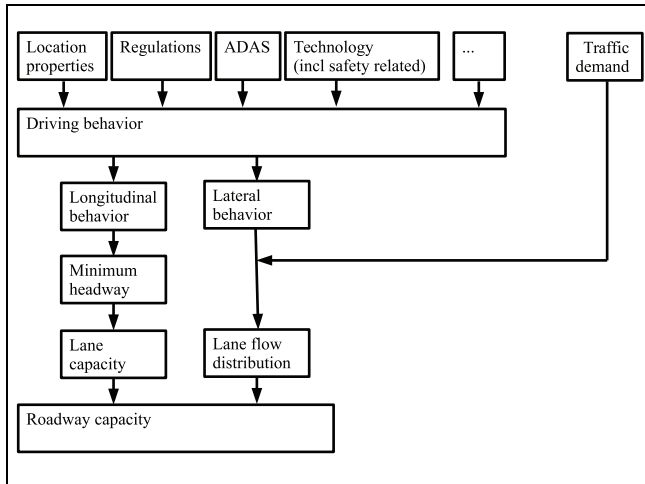 Location
properties
Regulations
ADAS
Technology
(incl safety related)
...
Traffic
demand
Driving behavior
Longitudinal
behavior
Lateral
behavior
Minimum
headway
Lane
capacity
Lane flow
distribution
Roadway capacity